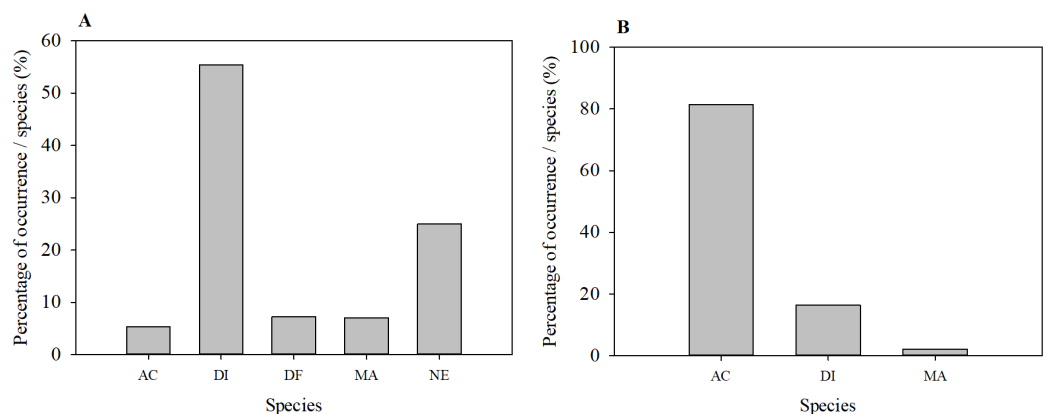 A
Percentage of occurrence / species (%)
60
50
40
30
20
10
0
AC DI DF MA NE
Species
B
Percentage of occurrence / species (%)
100
80
60
40
20
0
AC DI MA
Species